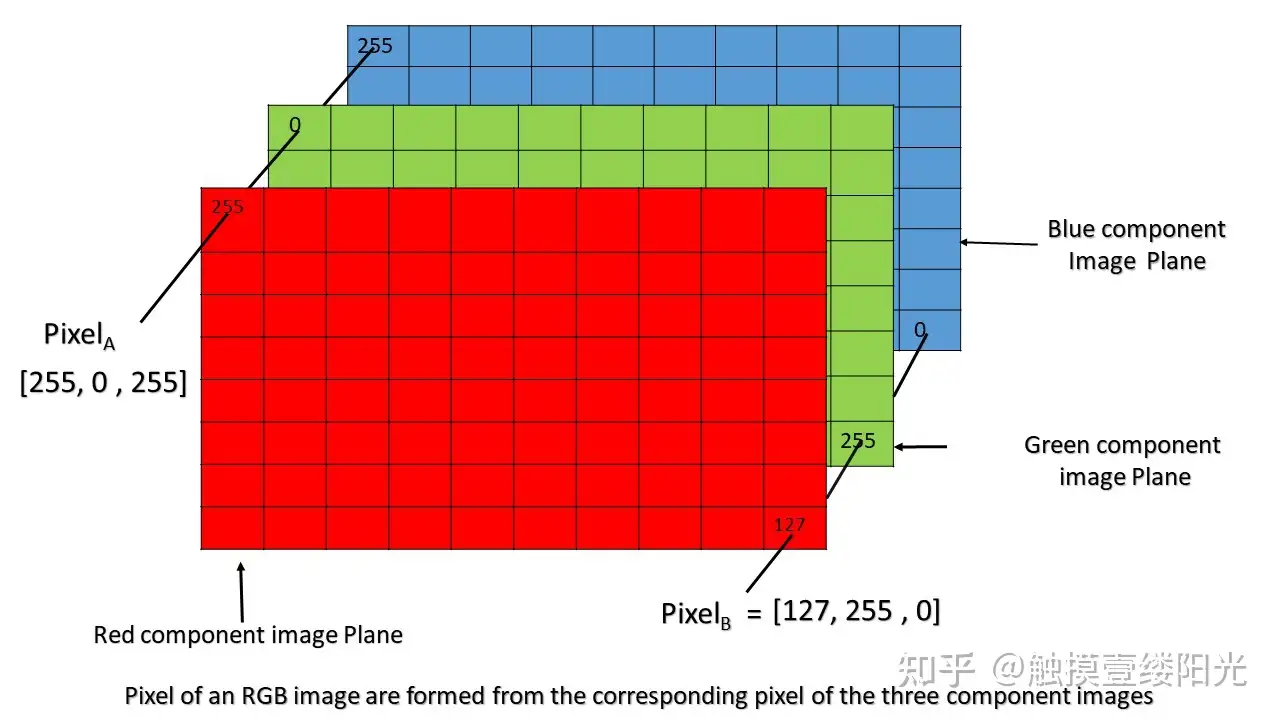 255
0
255
Blue component
Image Plane
Pixel_A
[255, 0 , 255]
0
255
Green component
image Plane
127
Pixel_B = [127, 255 , 0]
Red component image Plane
知乎 @触摸壹缕阳光
Pixel of an RGB image are formed from the corresponding pixel of the three component images